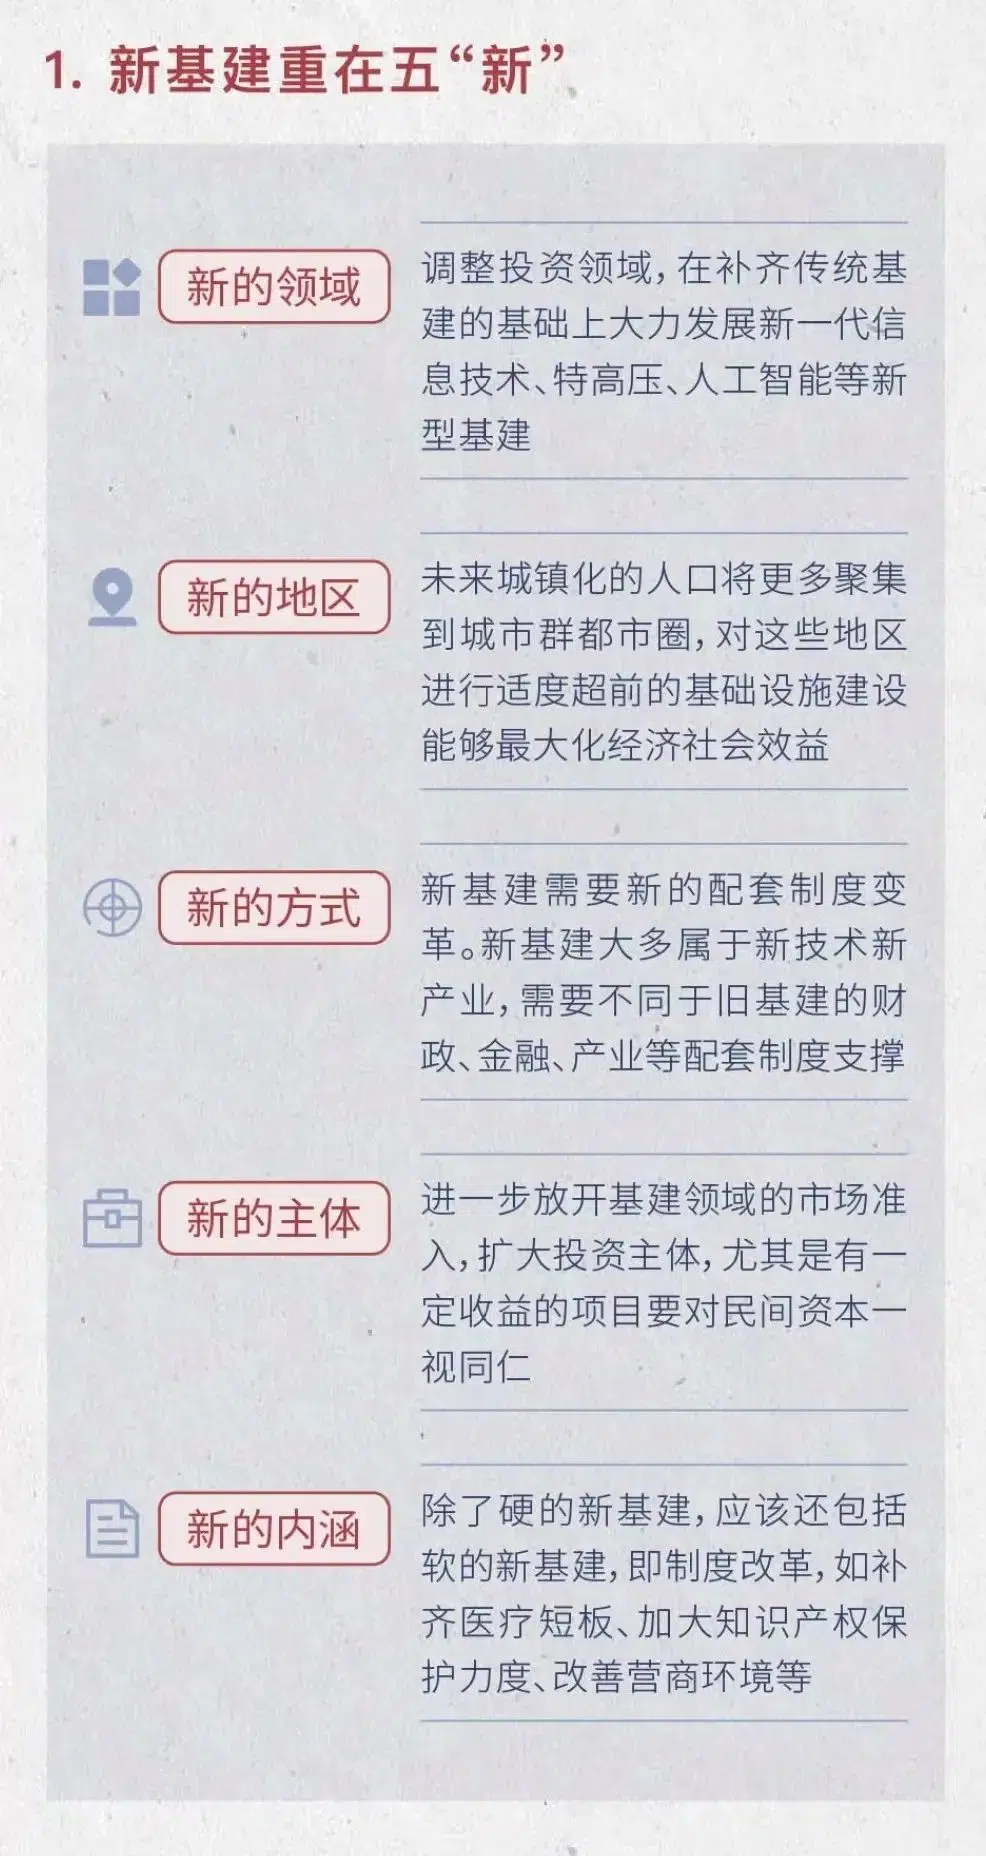 1. 新基建重在五“新”
新的领域
调整投资领域，在补齐传统基
建的基础上大力发展新一代信
息技术、特高压、人工智能等新
型基建
新的地区
未来城镇化的人口将更多聚集
到城市群都市圈，对这些地区
进行适度超前的基础设施建设
能够最大化经济社会效益
新的方式
新基建需要新的配套制度变
革。新基建大多属于新技术新
产业，需要不同于旧基建的财
政、金融、产业等配套制度支撑
新的主体
进一步放开基建领域的市场准
入，扩大投资主体，尤其是有一
定收益的项目要对民间资本一
视同仁
新的内涵
除了硬的新基建，应该还包括
软的新基建，即制度改革，如补
齐医疗短板、加大知识产权保
护力度、改善营商环境等